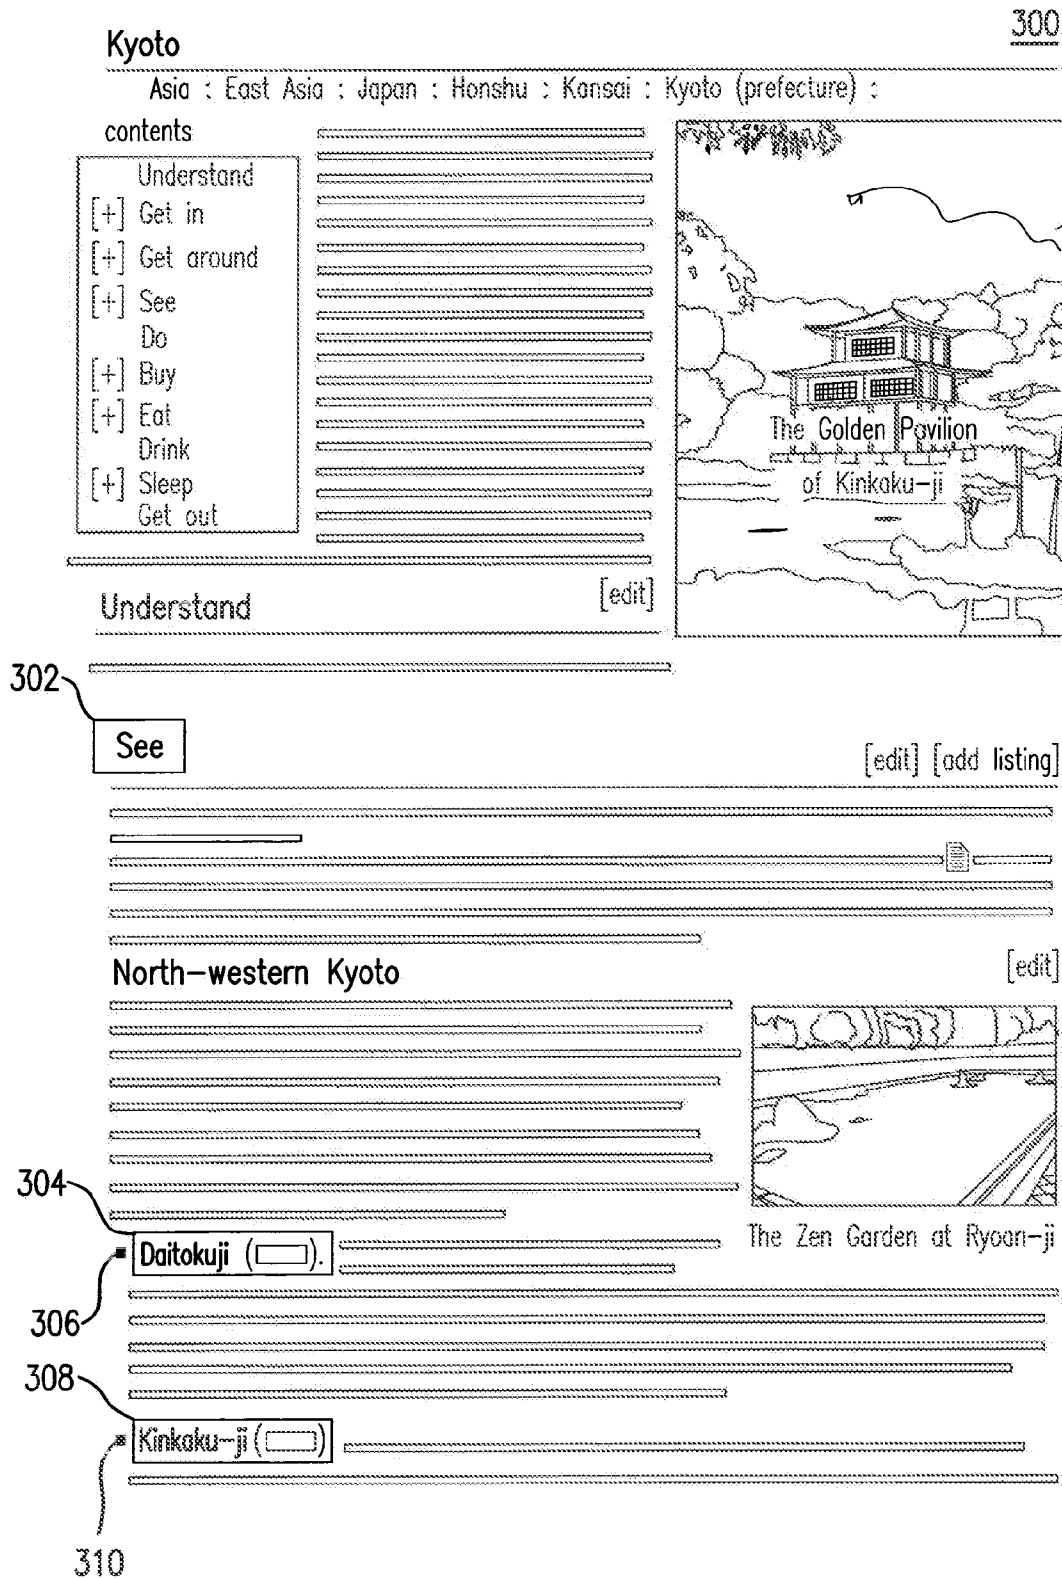 300
Kyoto
Asia : East Asia : Japan : Honshu : Kansai : Kyoto (prefecture) :
contents
Understand
[+] Get in
[+] Get around
[+] See
Do
[+] Buy
[+] Eat
Drink
[+] Sleep
Get out
The Golden Pavilion
of Kinkaku-ji
Understand [edit]
302
See
[edit] [add listing]
North-western Kyoto [edit]
304
Daitokuji ( ).
The Zen Garden at Ryoan-ji
306
308
Kinkaku-ji ( )
310